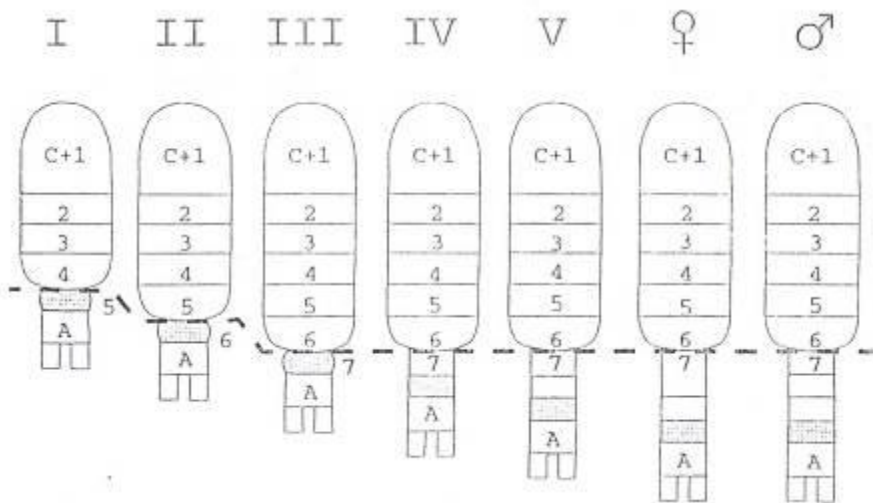 I II III IV V ♀ ♂
C+1 C+1 C+1 C+1 C+1 C+1 C+1
2 2 2 2 2 2 2
3 3 3 3 3 3 3
4 4 4 4 4 4 4
5 5 5 5 5 5 5
A 6 6 6 6 6 6
A 7 7 7 7
A A A A A